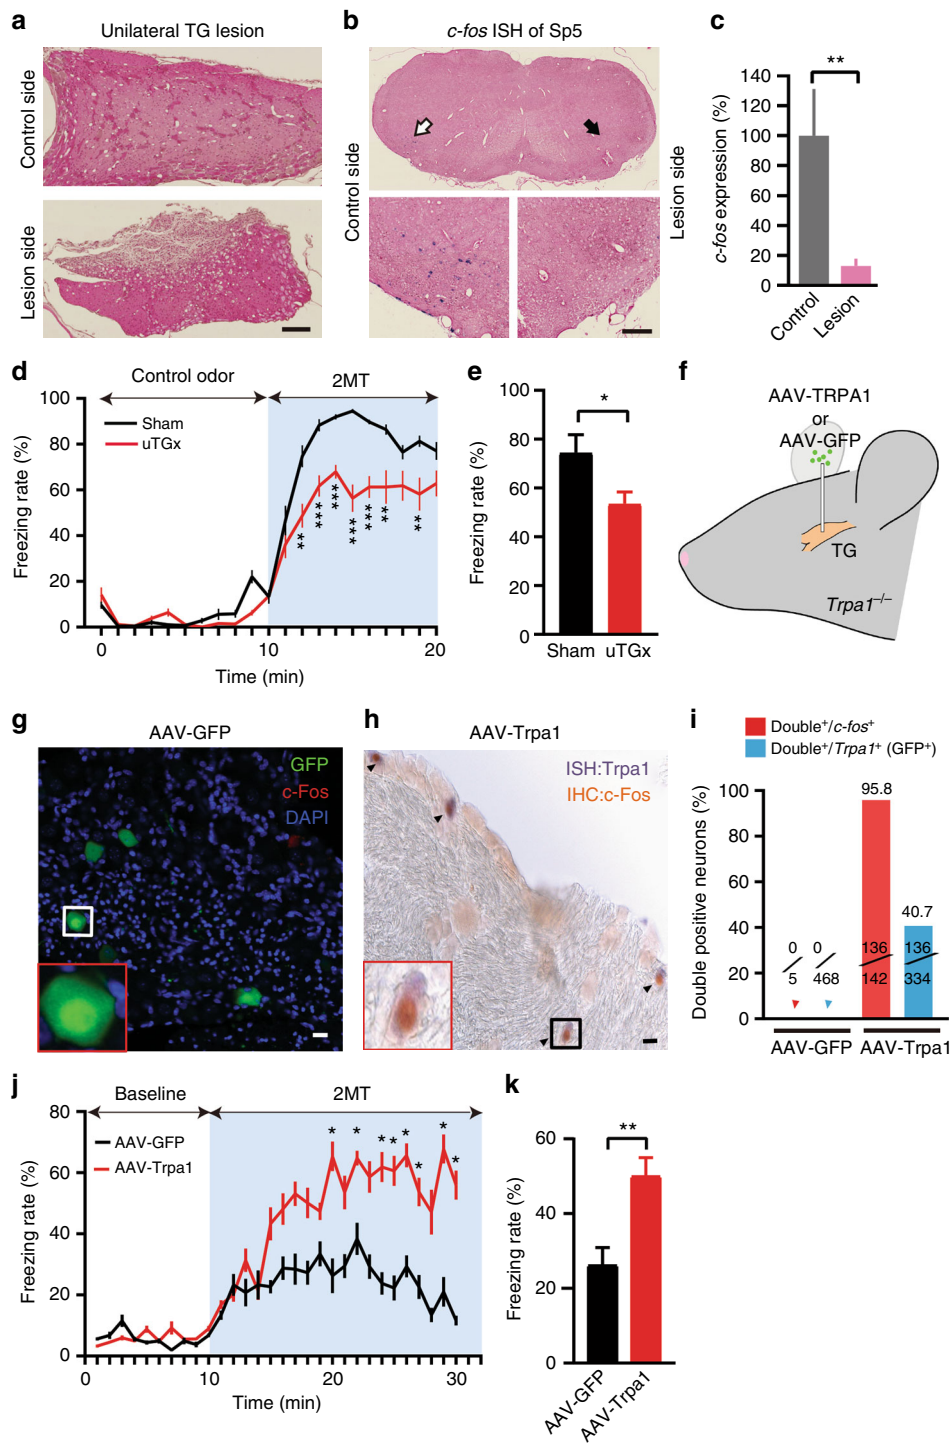 a
Unilateral TG lesion
Control side
Lesion side
b
c-fos ISH of Sp5
Control side
Lesion side
c
c-fos expression (%)
140
120
100
80
60
40
20
0
**
Control
Lesion
d
Control odor
2MT
Freezing rate (%)
100
80
60
40
20
0
Sham
uTGx
**
***
***
***
***
**
**
0
10
20
Time (min)
e
Freezing rate (%)
100
80
60
40
20
0
*
Sham
uTGx
f
AAV-TRPA1
or
AAV-GFP
TG
Trpa1–/–
g
AAV-GFP
GFP
c-Fos
DAPI
h
AAV-Trpa1
ISH:Trpa1
IHC:c-Fos
i
Double+/c-fos+
Double+/Trpa1+ (GFP+)
Double positive neurons (%)
100
80
60
40
20
0
95.8
40.7
0
5
0
468
136
142
136
334
AAV-GFP
AAV-Trpa1
j
Baseline
2MT
Freezing rate (%)
80
60
40
20
0
AAV-GFP
AAV-Trpa1
*
*
*
*
*
*
*
*
0
10
20
30
Time (min)
k
Freezing rate (%)
60
40
20
0
**
AAV-GFP
AAV-Trpa1